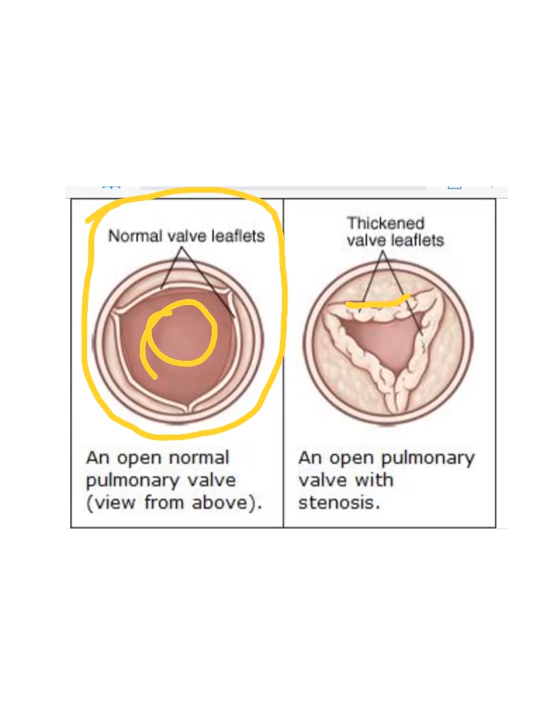 Normal valve leaflets
An open normal
pulmonary valve
(view from above).
Thickened
valve leaflets
An open pulmonary
valve with
stenosis.